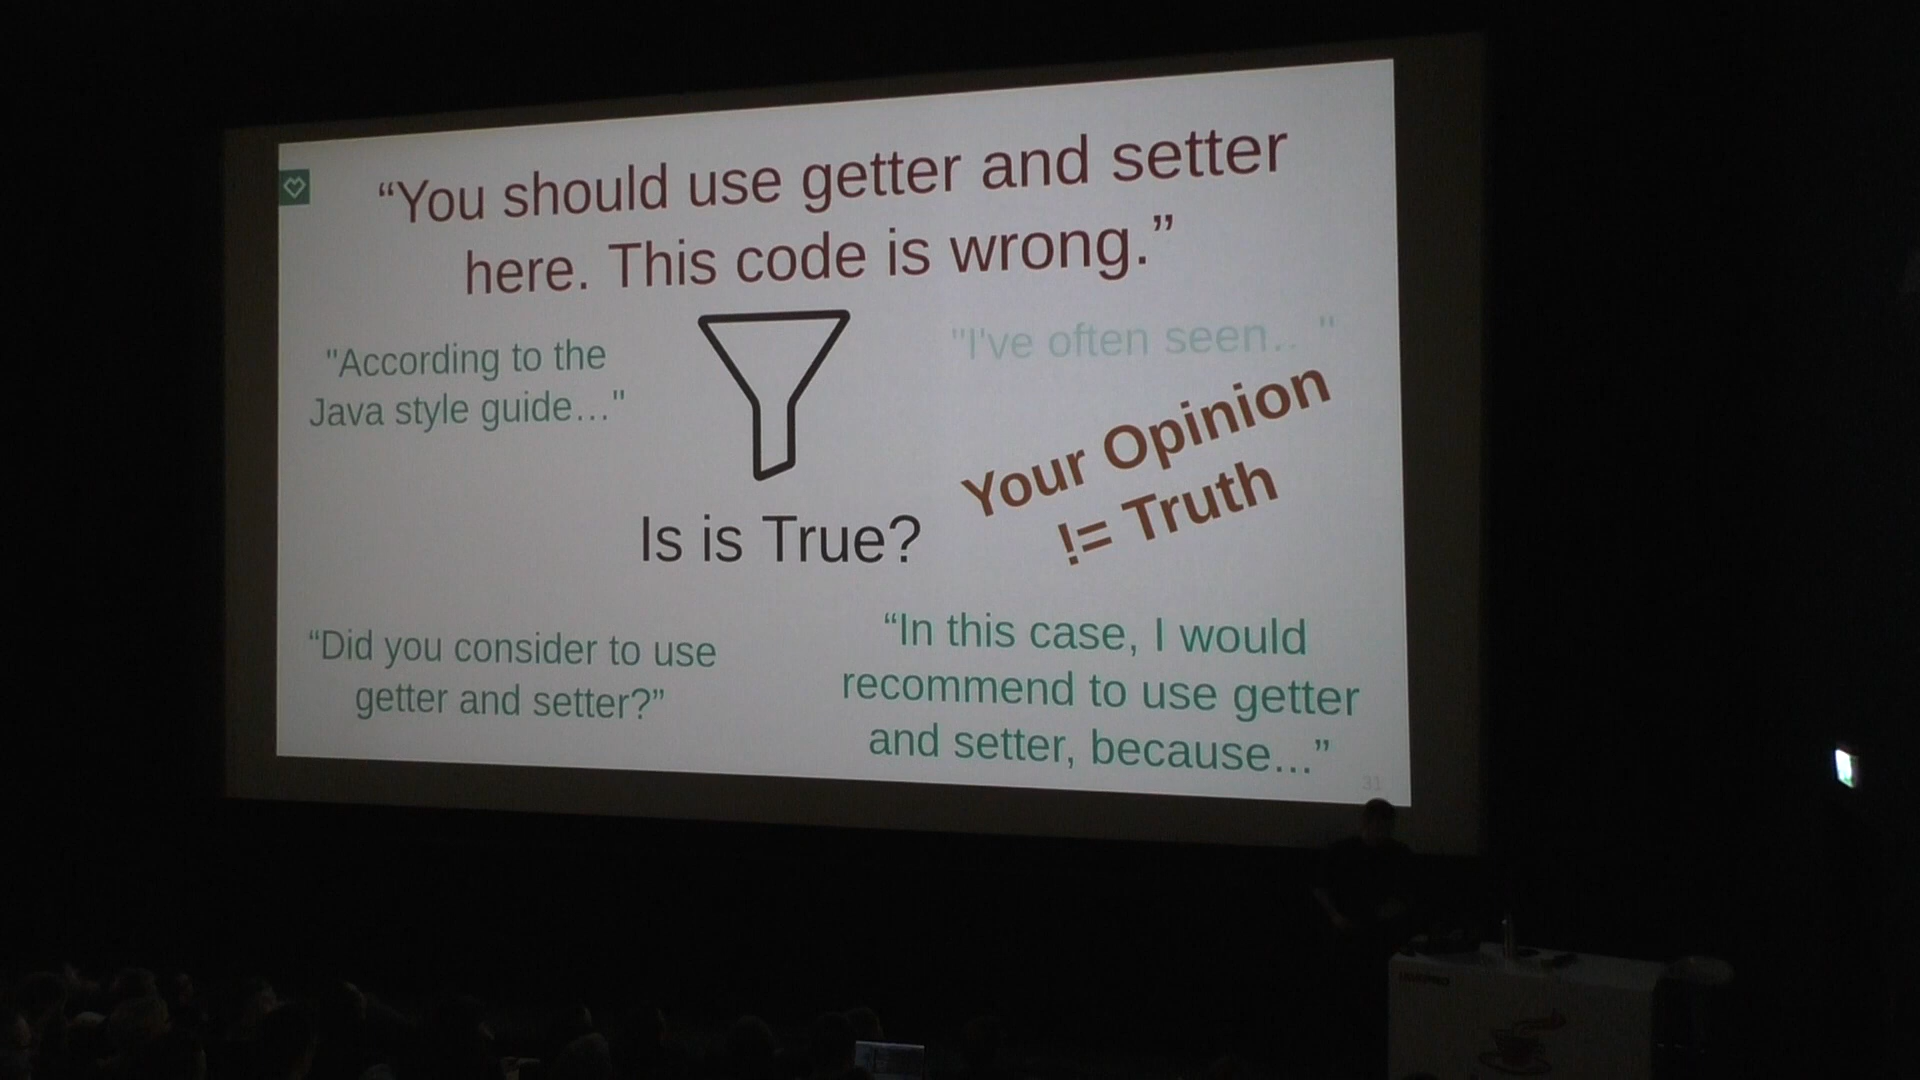 “You should use getter and setter
here. This code is wrong.”
"According to the
Java style guide…"
"I've often seen… "
Your Opinion
!= Truth
Is is True?
“Did you consider to use
getter and setter?”
“In this case, I would
recommend to use getter
and setter, because…”
31